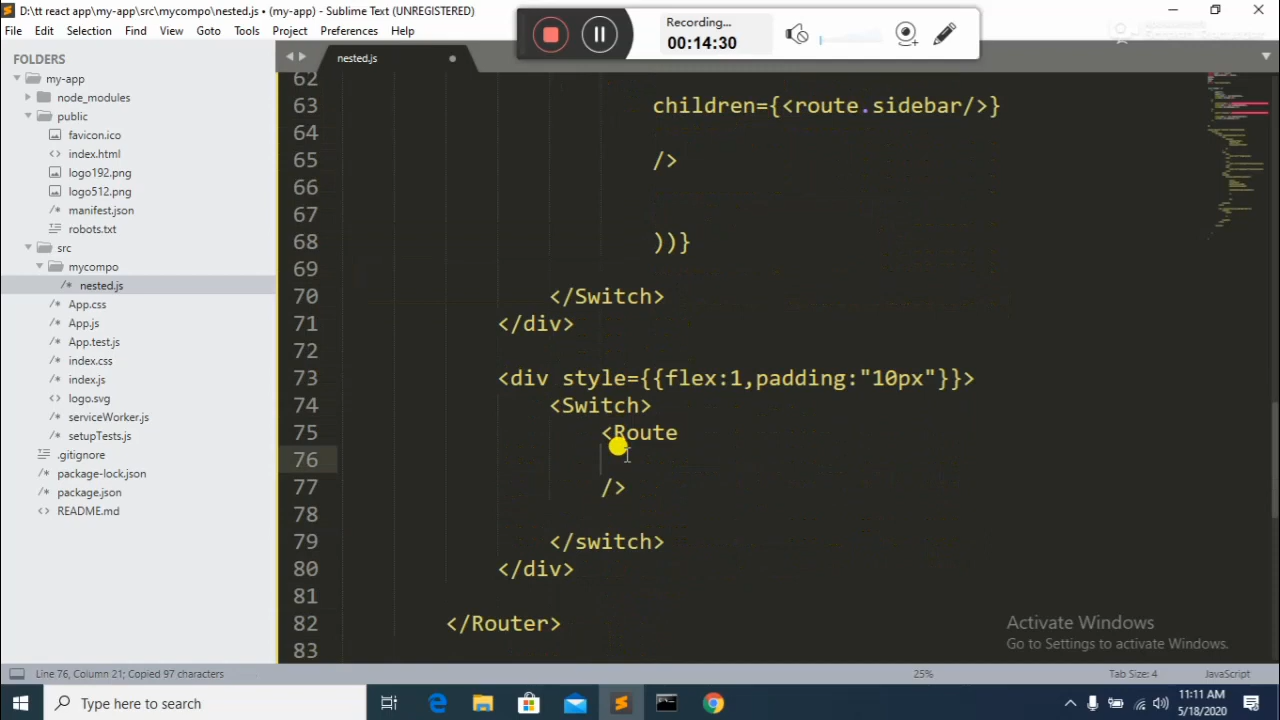 D:\tt react app\my-app\src\mycompo\nested.js • (my-app) - Sublime Text (UNREGISTERED)
Recording...
00:14:30
File Edit Selection Find View Goto Tools Project Preferences Help
FOLDERS
my-app
node_modules
public
favicon.ico
index.html
logo192.png
logo512.png
manifest.json
robots.txt
src
mycompo
nested.js
App.css
App.js
App.test.js
index.css
index.js
logo.svg
serviceWorker.js
setupTests.js
.gitignore
package-lock.json
package.json
README.md
nested.js
62
63 children={<route.sidebar/>}
64
65 />
66
67
68 ))}
69
70 </Switch>
71 </div>
72
73 <div style={{flex:1,padding:"10px"}}>
74 <Switch>
75 <Route
76
77 />
78
79 </switch>
80 </div>
81
82 </Router>
83
Activate Windows
Go to Settings to activate Windows.
Line 76, Column 21; Copied 97 characters
25%
Tab Size: 4
JavaScript
Type here to search
11:11 AM
5/18/2020